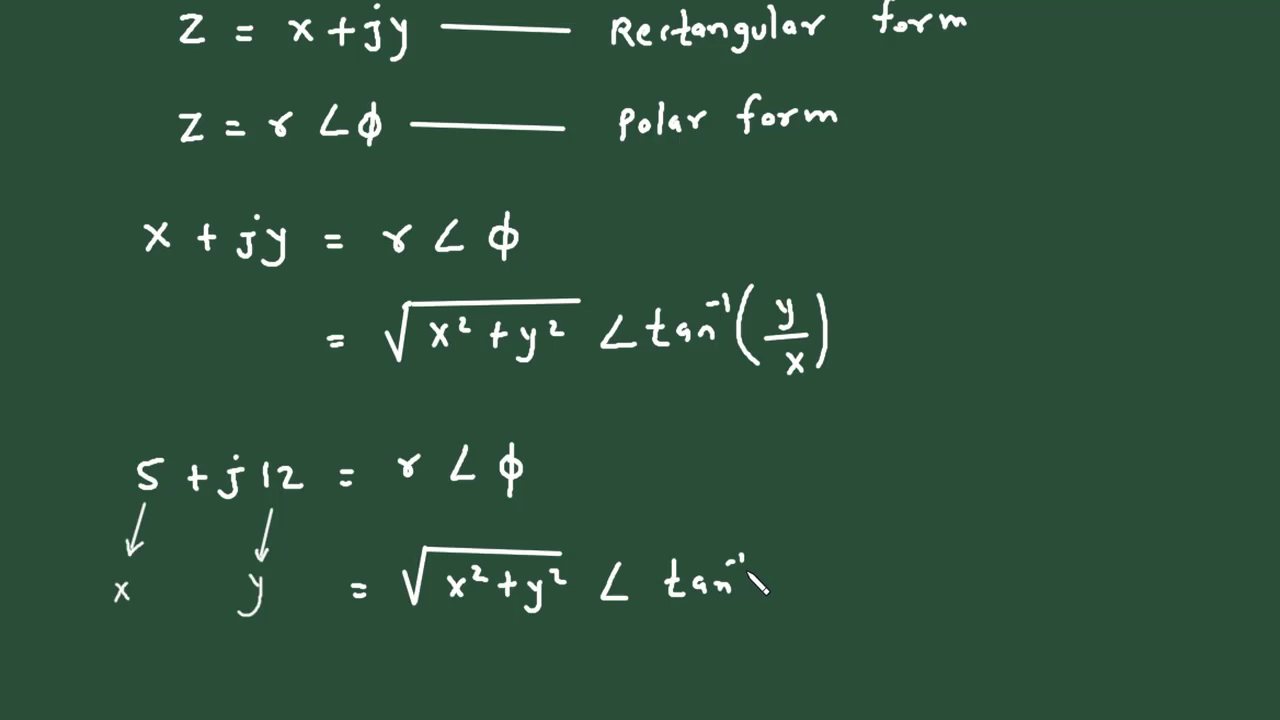 z = x + jy —— Rectangular form
z = r ∠ϕ —— Polar form
x + jy = r ∠ ϕ
= √(x² + y²) ∠ tan⁻¹(y/x)
5 + j12 = r ∠ ϕ
x y = √(x² + y²) ∠ tan⁻¹